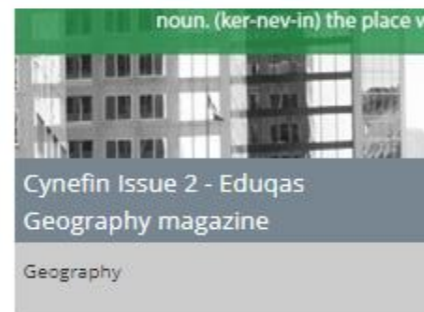 noun. (ker-nev-in) the place
Cynefin Issue 2 - Eduqas
Geography magazine
Geography